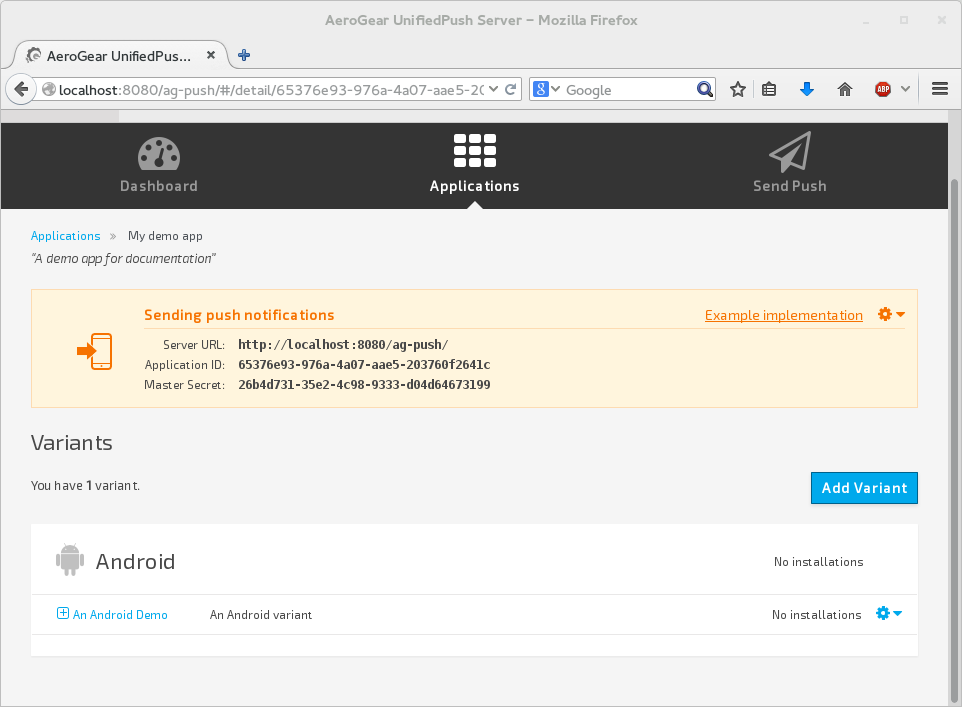 AeroGear UnifiedPush Server – Mozilla Firefox
AeroGear UnifiedPus...
localhost:8080/ag-push/#/detail/65376e93-976a-4a07-aae5-20
8 Google
ABP
Dashboard
Applications
Send Push
Applications » My demo app
"A demo app for documentation"
Sending push notifications
Example implementation
Server URL: http://localhost:8080/ag-push/
Application ID: 65376e93-976a-4a07-aae5-203760f2641c
Master Secret: 26b4d731-35e2-4c98-9333-d04d64673199
Variants
You have 1 variant.
Add Variant
Android
No installations
An Android Demo
An Android variant
No installations